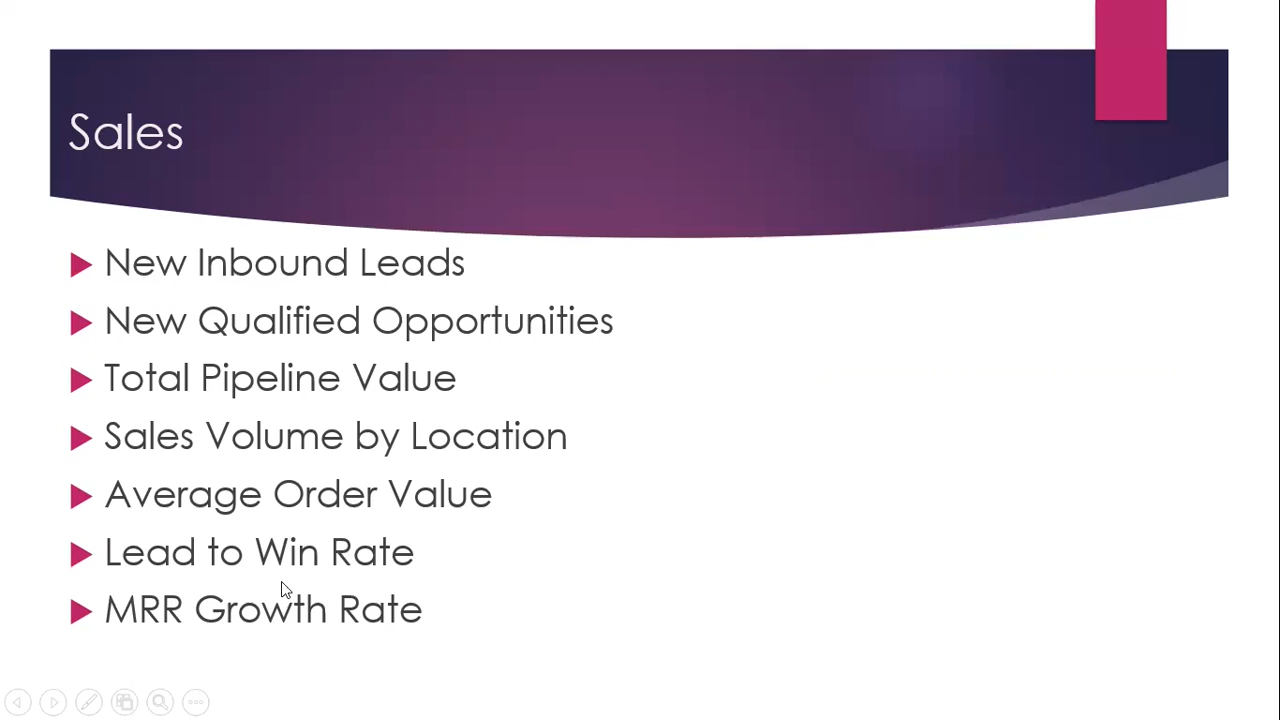 Sales
New Inbound Leads
New Qualified Opportunities
Total Pipeline Value
Sales Volume by Location
Average Order Value
Lead to Win Rate
MRR Growth Rate